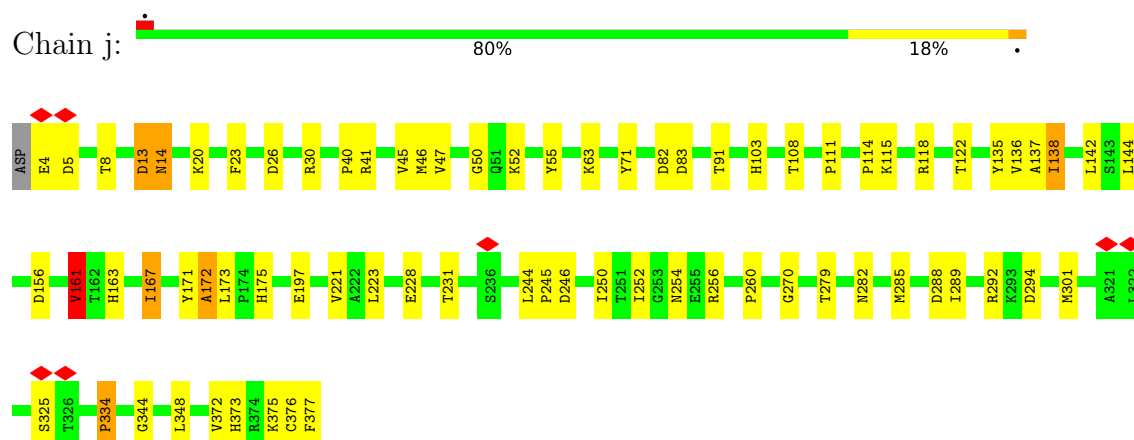 Chain j:
80% 18%
ASP E4 D5 T8 D13 N14 K20 F23 D26 R30 P40 R41 V45 M46 V47 G50 Q51 K52 Y55 K63 Y71 D82 D83 T91 H103 T108 P111 P114 K115 R118 T122 Y135 V136 A137 I138 L142 S143 L144
D156 V161 T162 H163 I167 Y171 A172 L173 P174 H175 E197 V221 A222 L223 E228 T231 S236 L244 P245 D246 I250 T251 I252 G253 N254 E255 R256 P260 G270 T279 N282 M285 D288 I289 R292 K293 D294 M301 A321 L322
S325 T326 P334 G344 L348 V372 H373 R374 K375 C376 F377